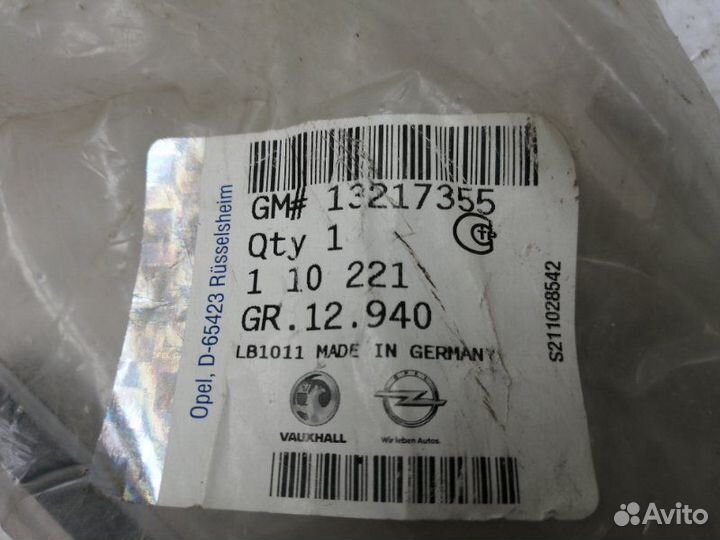 GM# 13217355
Qty 1
1 10 221
GR.12.940
LB1011 MADE IN GERMANY
VAUXHALL
OPEL
Wir leben Autos.
Opel, D-65423 Rüsselsheim
S211028542
Avito